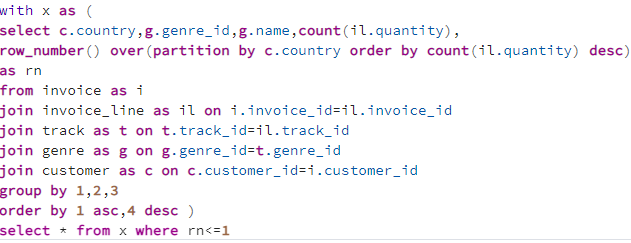 with x as (
select c.country,g.genre_id,g.name,count(il.quantity),
row_number() over(partition by c.country order by count(il.quantity) desc)
as rn
from invoice as i
join invoice_line as il on i.invoice_id=il.invoice_id
join track as t on t.track_id=il.track_id
join genre as g on g.genre_id=t.genre_id
join customer as c on c.customer_id=i.customer_id
group by 1,2,3
order by 1 asc,4 desc )
select * from x where rn<=1